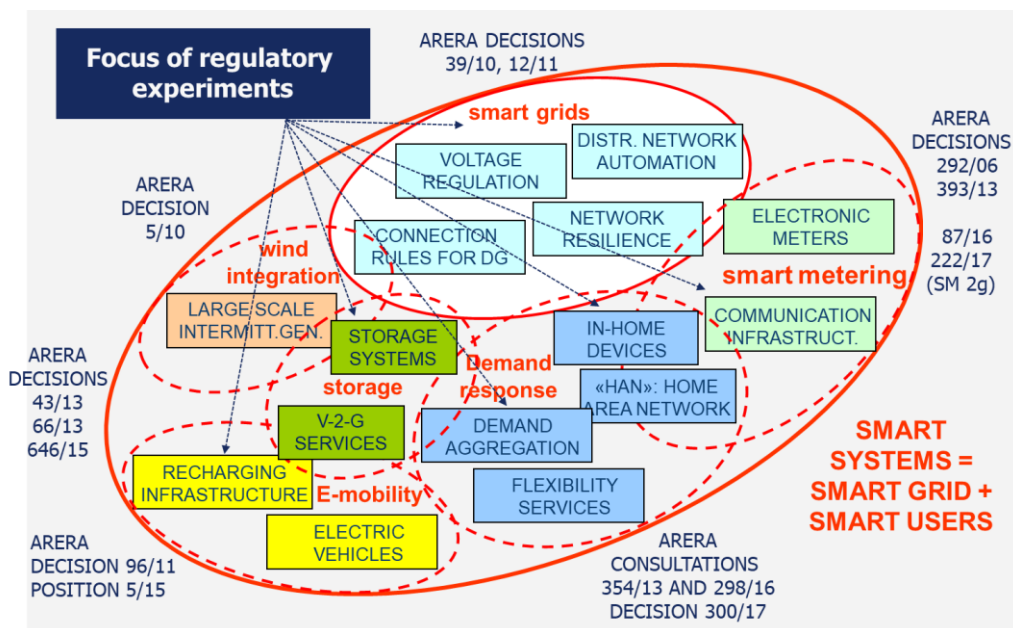 Focus of regulatory
experiments
ARERA DECISIONS
39/10, 12/11
smart grids
DISTR. NETWORK
AUTOMATION
VOLTAGE
REGULATION
ARERA
DECISIONS
292/06
393/13
87/16
222/17
(SM 2g)
ARERA
DECISION
5/10
NETWORK
RESILIENCE
ELECTRONIC
METERS
CONNECTION
RULES FOR DG
wind
integration
smart metering
LARGE SCALE
INTERMITT.GEN.
STORAGE
SYSTEMS
IN-HOME
DEVICES
COMMUNICATION
INFRASTRUCT.
ARERA
DECISIONS
43/13
66/13
646/15
storage
Demand
response
«HAN»: HOME
AREA NETWORK
V-2-G
SERVICES
DEMAND
AGGREGATION
SMART
SYSTEMS =
SMART GRID +
SMART USERS
RECHARGING
INFRASTRUCTURE
E-mobility
FLEXIBILITY
SERVICES
ELECTRIC
VEHICLES
ARERA
DECISION 96/11
POSITION 5/15
ARERA
CONSULTATIONS
354/13 AND 298/16
DECISION 300/17